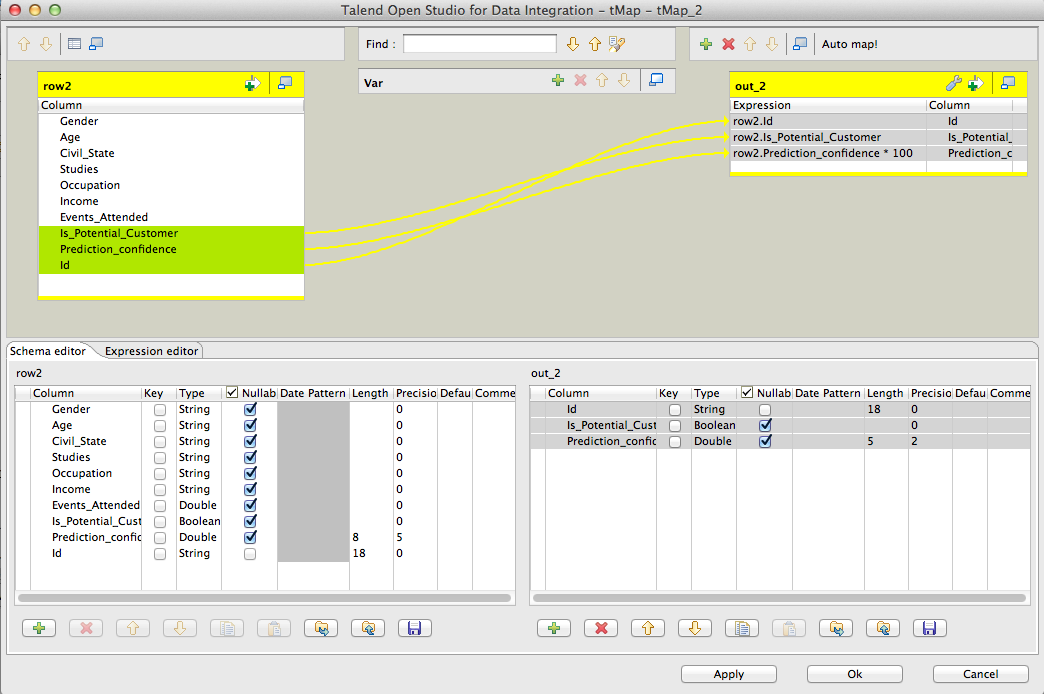 Talend Open Studio for Data Integration - tMap - tMap_2
Find :
Auto map!
row2
Column
Gender
Age
Civil_State
Studies
Occupation
Income
Events_Attended
Is_Potential_Customer
Prediction_confidence
Id
Var
out_2
Expression Column
row2.Id Id
row2.Is_Potential_Customer Is_Potential_
row2.Prediction_confidence * 100 Prediction_c
Schema editor Expression editor
row2
Column Key Type Nullab Date Pattern Length Precisio Defau Comme
Gender String 0
Age String 0
Civil_State String 0
Studies String 0
Occupation String 0
Income String 0
Events_Attended Double 0
Is_Potential_Cust Boolean 0
Prediction_confic Double 8 5
Id String 18 0
out_2
Column Key Type Nullab Date Pattern Length Precisio Defau Comme
Id String 18 0
Is_Potential_Cust Boolean 0
Prediction_confic Double 5 2
Apply Ok Cancel